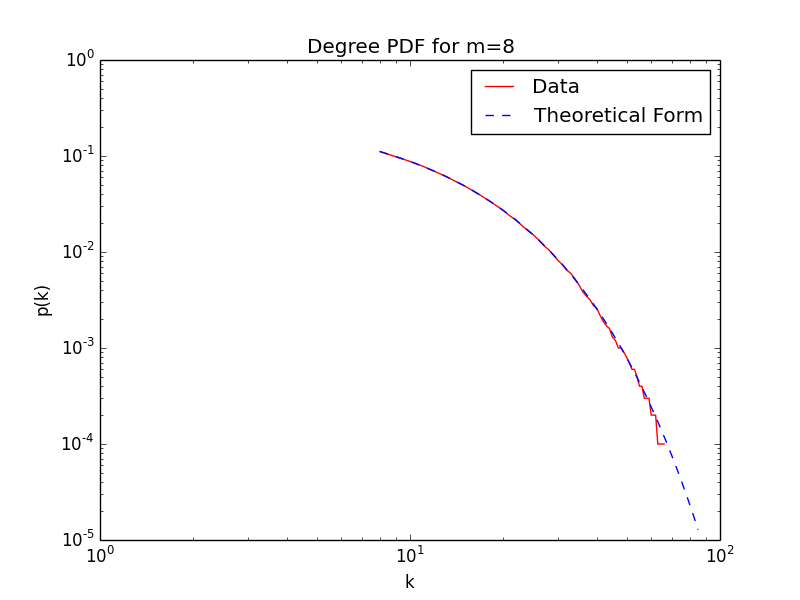 Degree PDF for m=8
Data
Theoretical Form
10^0
10^-1
10^-2
10^-3
10^-4
10^-5
p(k)
10^0
10^1
10^2
k